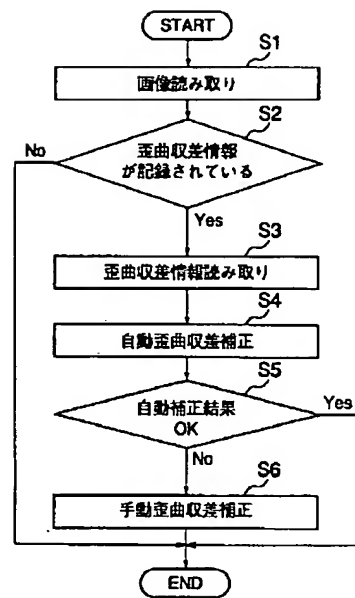 START
S1
画像読み取り
S2
歪曲収差情報
が記録されている
No
Yes
S3
歪曲収差情報読み取り
S4
自動歪曲収差補正
S5
自動補正結果
OK
Yes
No
S6
手動歪曲収差補正
END